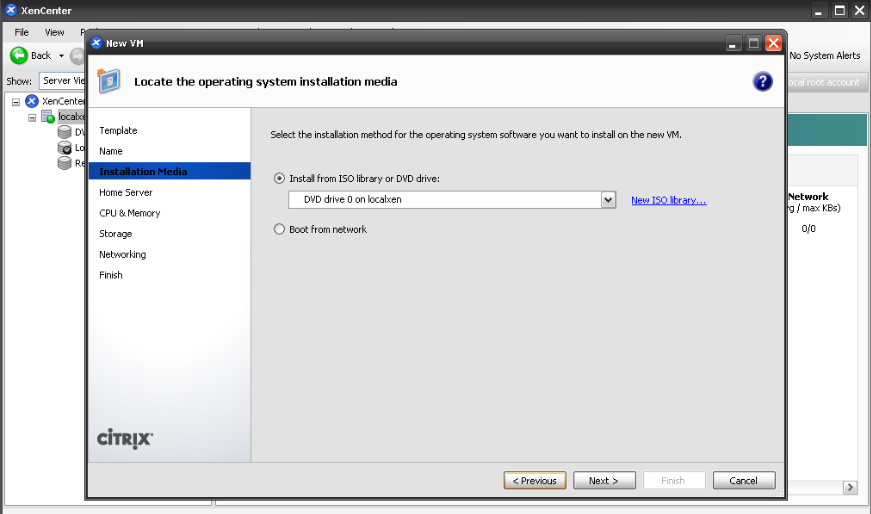 XenCenter
File View
Back
No System Alerts
Show: Server Vie
ocal root account
XenCenter
localxe
DV
Lo
Re
New VM
Locate the operating system installation media
?
Template
Name
Installation Media
Home Server
CPU & Memory
Storage
Networking
Finish
CITRIX
Select the installation method for the operating system software you want to install on the new VM.
Install from ISO library or DVD drive:
DVD drive 0 on localxen
New ISO library...
Boot from network
Network
g / max KBs)
0/0
< Previous Next > Finish Cancel